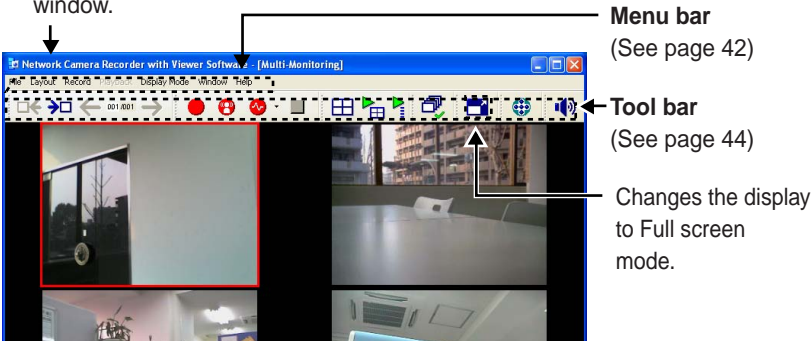 window.
Menu bar
(See page 42)
Network Camera Recorder with Viewer Software - [Multi-Monitoring]
File Layout Record Playback Display Mode Window Help
001/001
Tool bar
(See page 44)
Changes the display
to Full screen
mode.